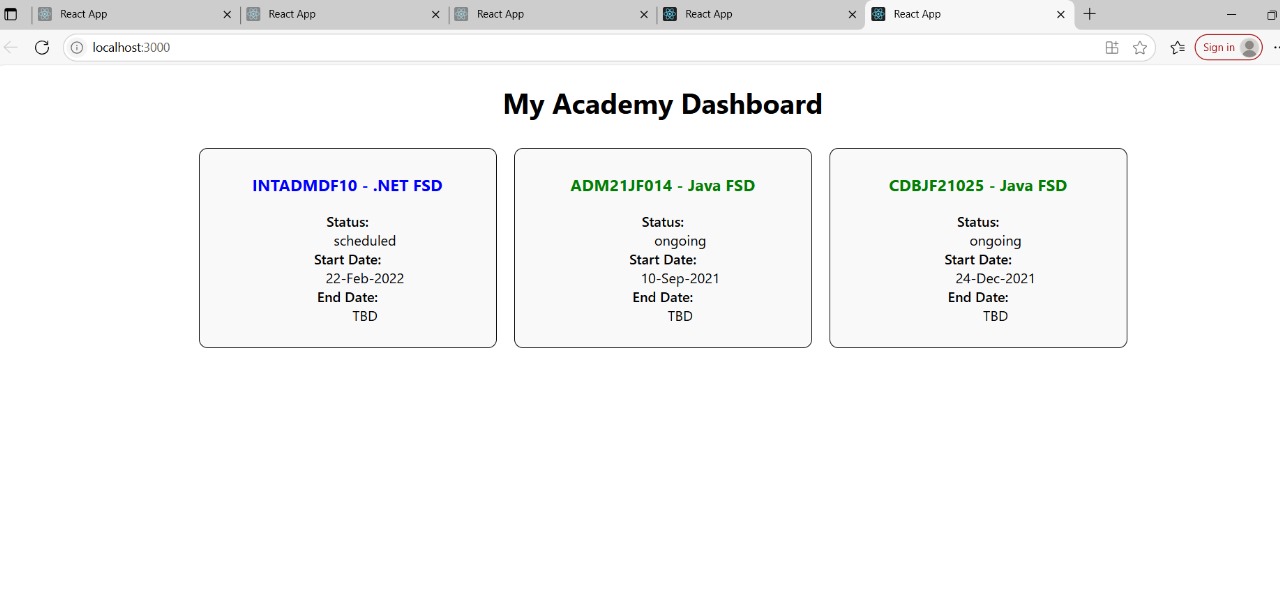 React App
React App
React App
React App
React App
localhost:3000
Sign in
My Academy Dashboard
INTADMDF10 - .NET FSD
Status:
scheduled
Start Date:
22-Feb-2022
End Date:
TBD
ADM21JF014 - Java FSD
Status:
ongoing
Start Date:
10-Sep-2021
End Date:
TBD
CDBJF21025 - Java FSD
Status:
ongoing
Start Date:
24-Dec-2021
End Date:
TBD